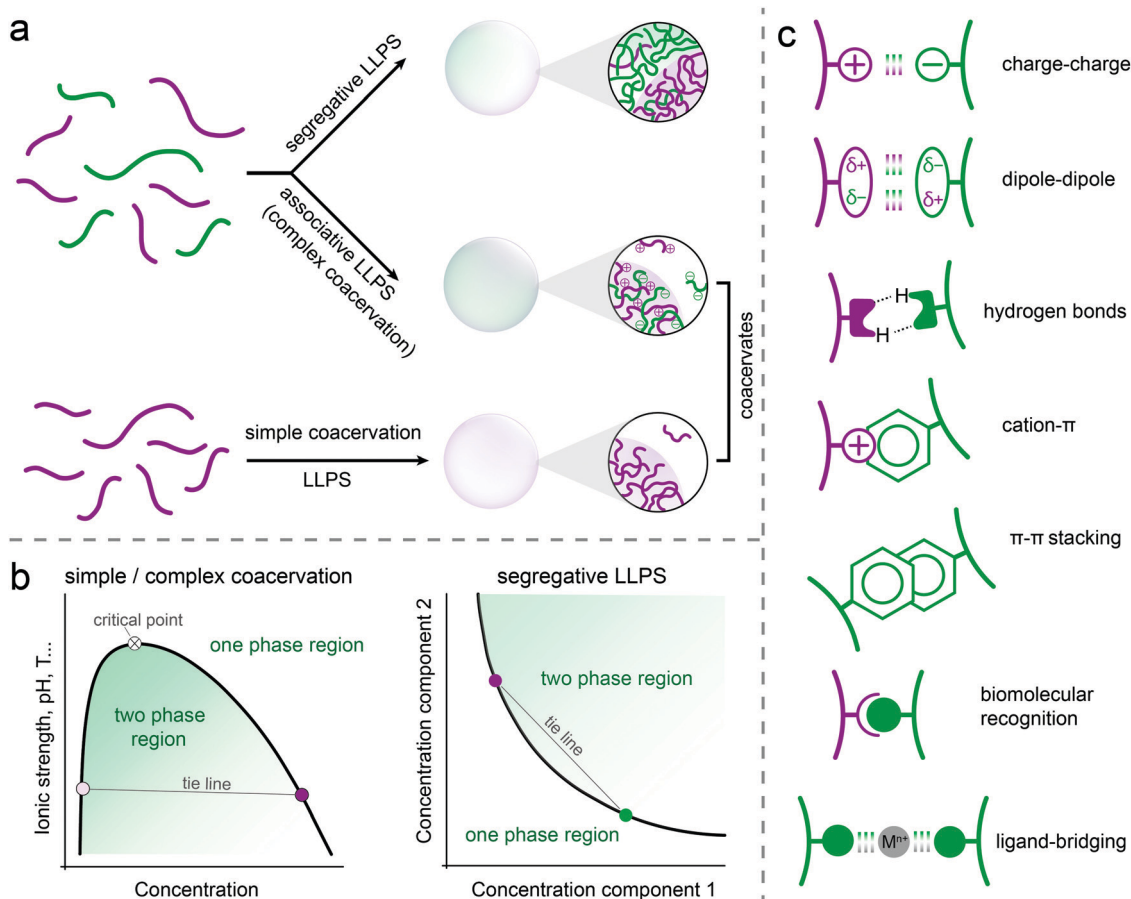 a
segregative LLPS
associative LLPS
(complex coacervation)
simple coacervation
LLPS
coacervates
b
simple / complex coacervation
critical point
one phase region
two phase
region
tie line
Ionic strength, pH, T...
Concentration
segregative LLPS
two phase region
tie line
one phase region
Concentration component 2
Concentration component 1
c
+
−
charge-charge
δ+
δ−
δ−
δ+
dipole-dipole
H
H
hydrogen bonds
+
cation-π
π-π stacking
biomolecular
recognition
Mⁿ⁺
ligand-bridging